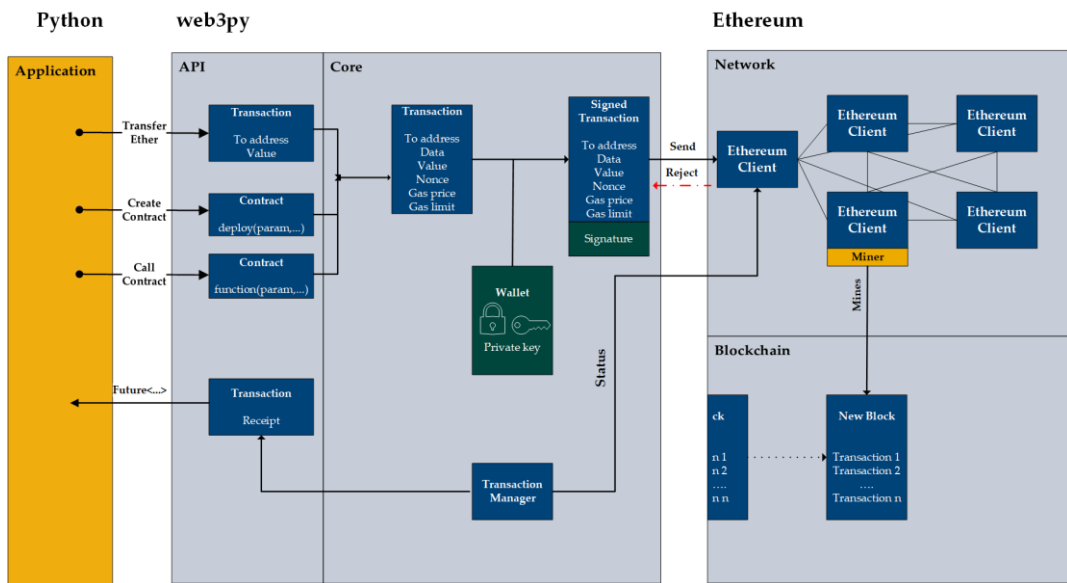 Python
web3py
Ethereum
Application
API
Core
Network
Transfer
Ether
Transaction
To address
Value
Create
Contract
Contract
deploy(param,...)
Call
Contract
Contract
function(param,...)
Transaction
To address
Data
Value
Nonce
Gas price
Gas limit
Signed
Transaction
To address
Data
Value
Nonce
Gas price
Gas limit
Signature
Wallet
Private key
Send
Reject
Ethereum
Client
Ethereum
Client
Ethereum
Client
Ethereum
Client
Miner
Ethereum
Client
Mines
Status
Future<...>
Transaction
Receipt
Transaction
Manager
Blockchain
ck
n 1
n 2
....
n n
New Block
Transaction 1
Transaction 2
....
Transaction n